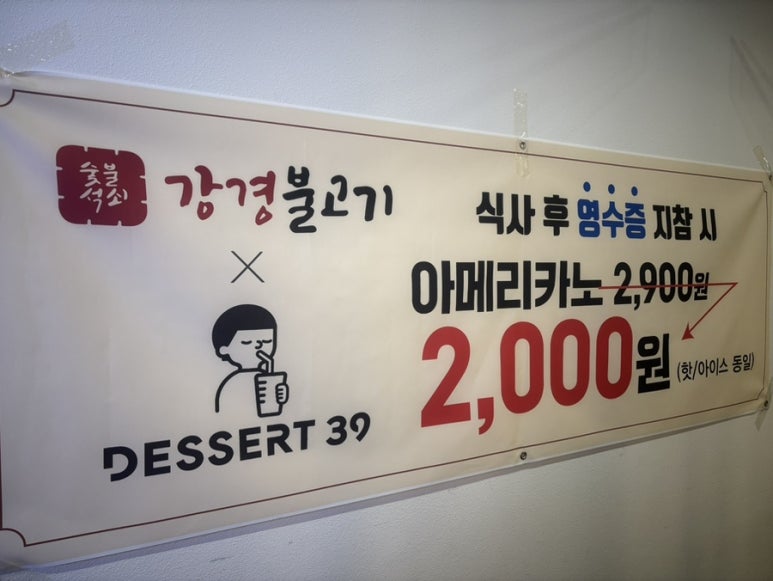 숯불
석쇠
강경불고기
×
DESSERT 39
식사 후 영수증 지참 시
아메리카노 2,900원
2,000원 (핫/아이스 동일)